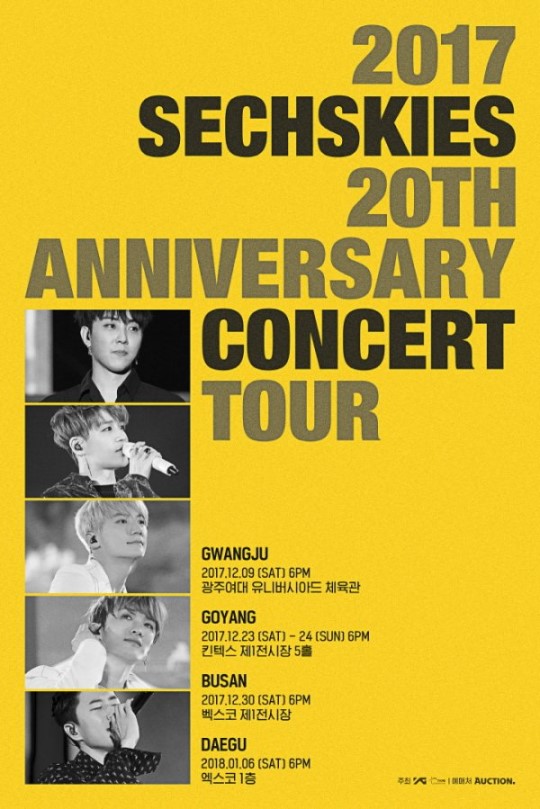 2017
SECHSKIES
20TH
ANNIVERSARY
CONCERT
TOUR
GWANGJU
2017.12.09 (SAT) 6PM
광주여대 유니버시아드 체육관
GOYANG
2017.12.23 (SAT) - 24 (SUN) 6PM
킨텍스 제1전시장 5홀
BUSAN
2017.12.30 (SAT) 6PM
벡스코 제1전시장
DAEGU
2018.01.06 (SAT) 6PM
엑스코 1층
주최 YG | 예매처 AUCTION.